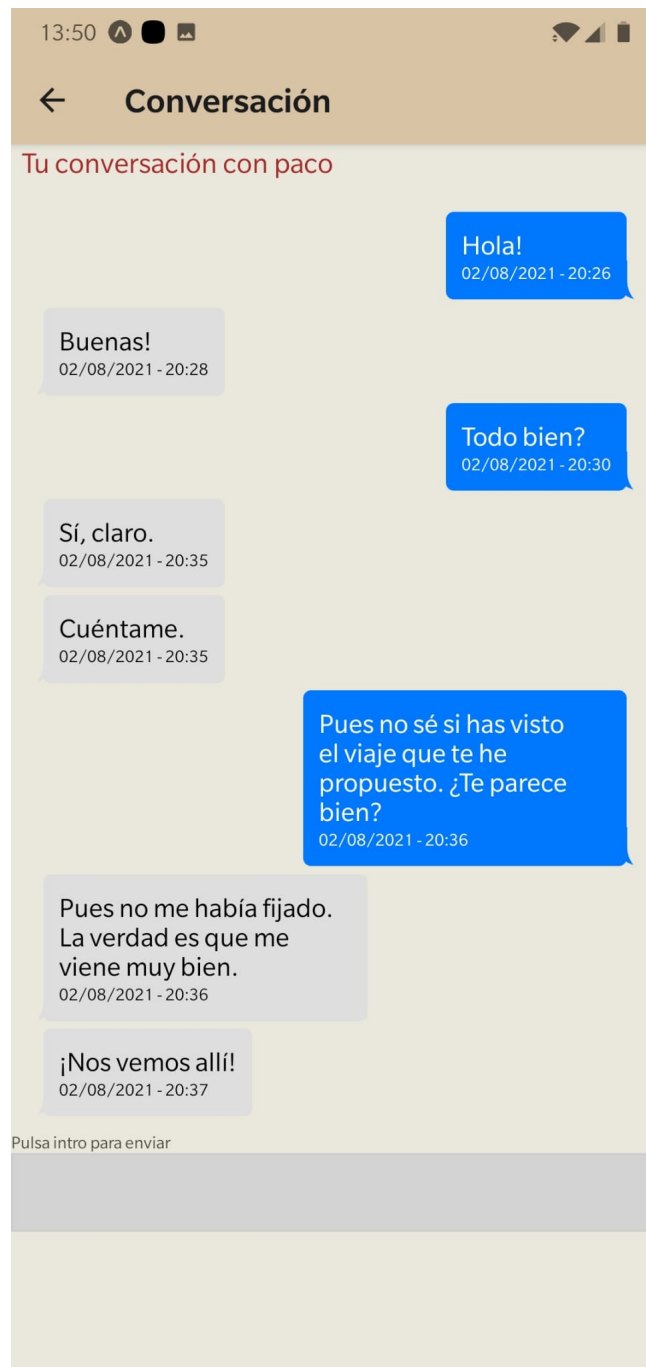 13:50
Conversación
Tu conversación con paco
Hola!
02/08/2021 - 20:26
Buenas!
02/08/2021 - 20:28
Todo bien?
02/08/2021 - 20:30
Sí, claro.
02/08/2021 - 20:35
Cuéntame.
02/08/2021 - 20:35
Pues no sé si has visto
el viaje que te he
propuesto. ¿Te parece
bien?
02/08/2021 - 20:36
Pues no me había fijado.
La verdad es que me
viene muy bien.
02/08/2021 - 20:36
¡Nos vemos allí!
02/08/2021 - 20:37
Pulsa intro para enviar